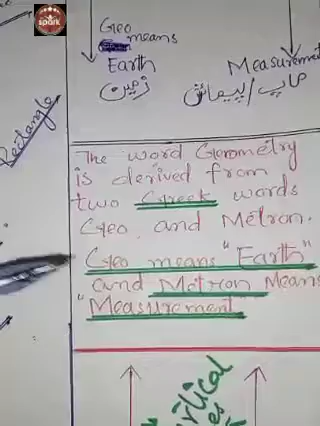 spark
Geo
means
Earth
زمین
Measurement
ماپ/پیمائش
Rectangle
The word Geometry
is derived from
two Greek words
Geo and Metron.
Geo means "Earth"
and Metron Means
"Measurement